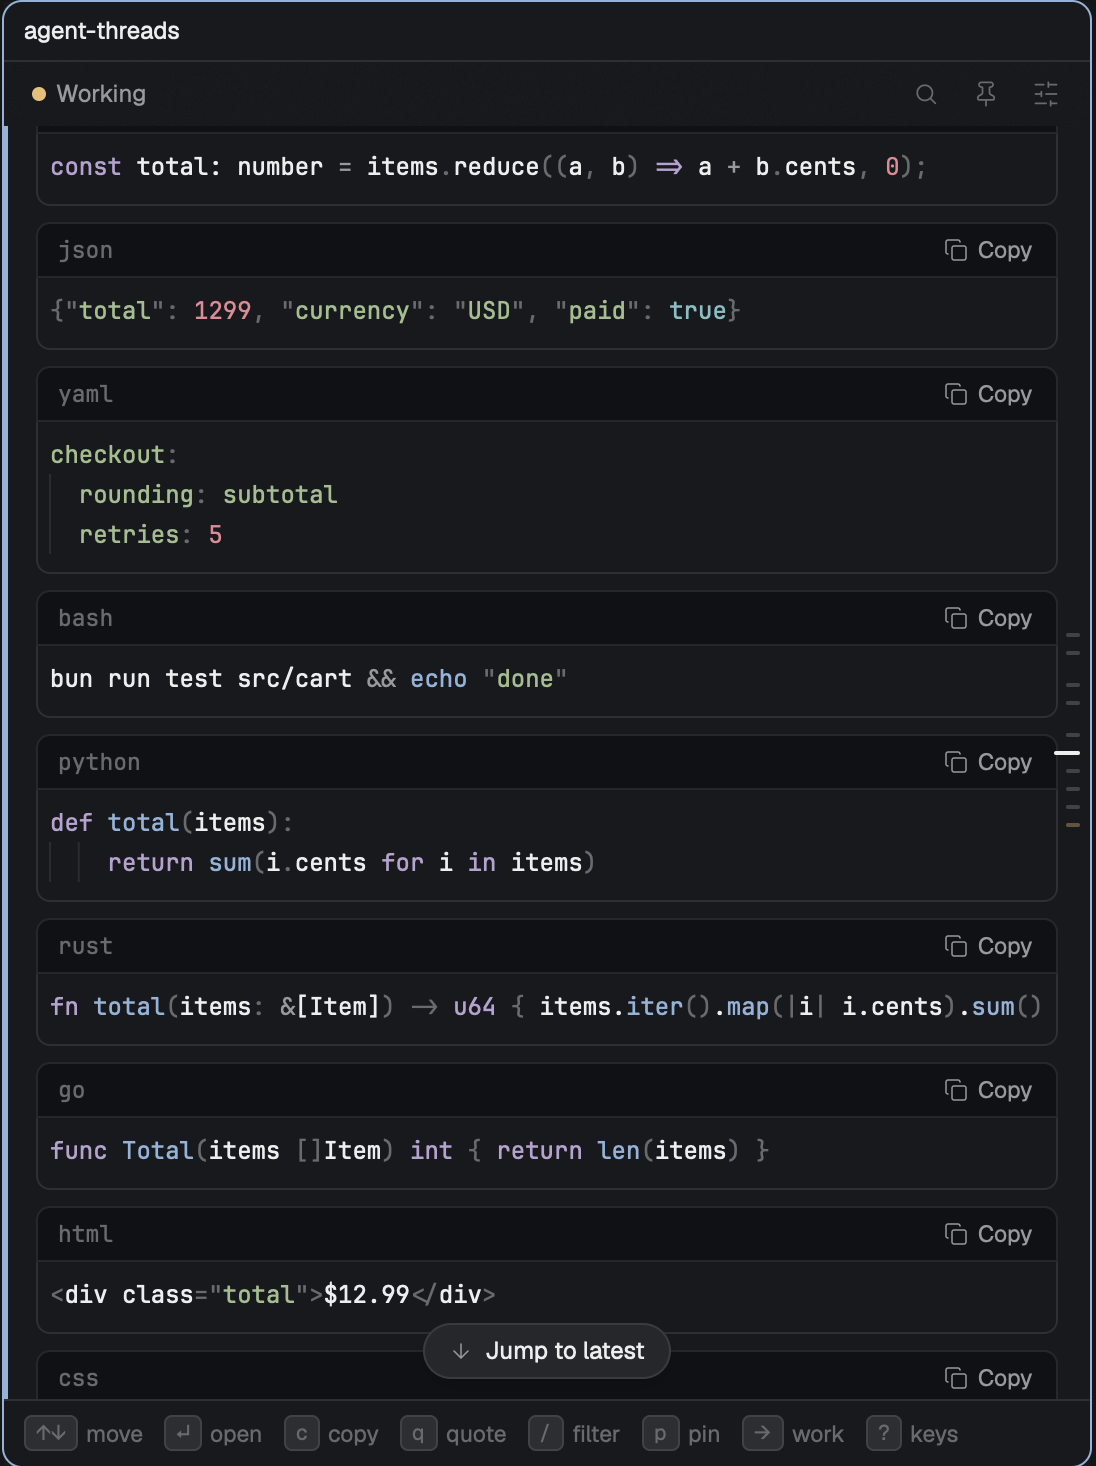 agent-threads
Working
const total: number = items.reduce((a, b) => a + b.cents, 0);
json
Copy
{"total": 1299, "currency": "USD", "paid": true}
yaml
Copy
checkout:
  rounding: subtotal
  retries: 5
bash
Copy
bun run test src/cart && echo "done"
python
Copy
def total(items):
    return sum(i.cents for i in items)
rust
Copy
fn total(items: &[Item]) -> u64 { items.iter().map(|i| i.cents).sum()
go
Copy
func Total(items []Item) int { return len(items) }
html
Copy
<div class="total">$12.99</div>
↓ Jump to latest
css
Copy
↑↓ move ↵ open c copy q quote / filter p pin → work ? keys